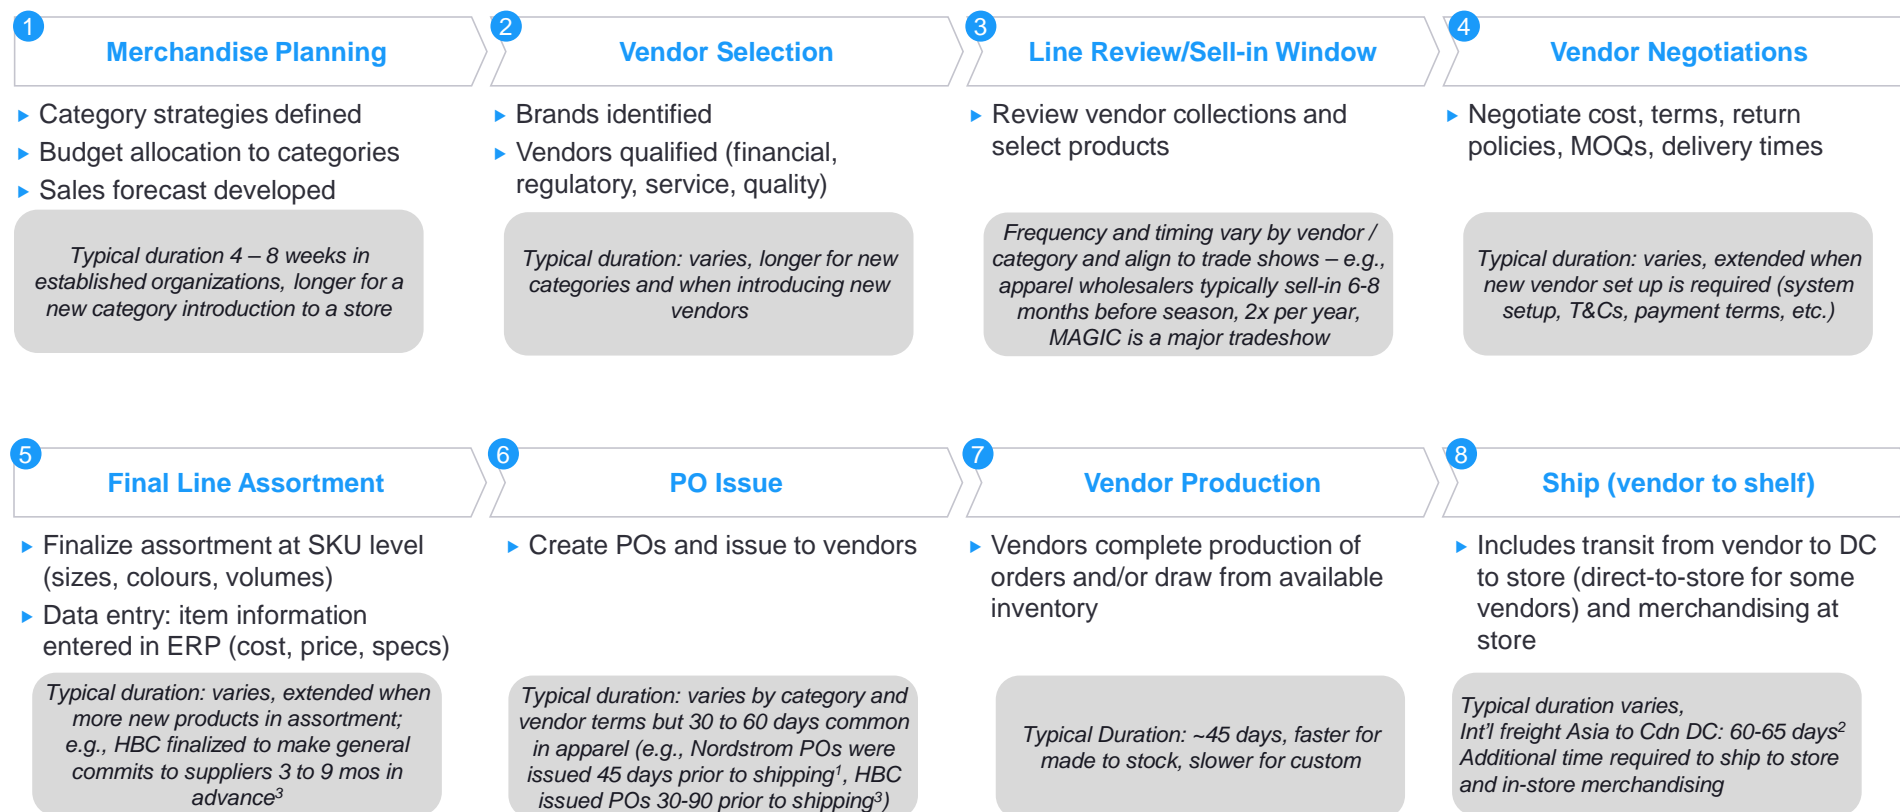 1
Merchandise Planning
► Category strategies defined
► Budget allocation to categories
► Sales forecast developed
Typical duration 4 – 8 weeks in
established organizations, longer for a
new category introduction to a store
2
Vendor Selection
► Brands identified
► Vendors qualified (financial,
regulatory, service, quality)
Typical duration: varies, longer for new
categories and when introducing new
vendors
3
Line Review/Sell-in Window
► Review vendor collections and
select products
Frequency and timing vary by vendor /
category and align to trade shows – e.g.,
apparel wholesalers typically sell-in 6-8
months before season, 2x per year,
MAGIC is a major tradeshow
4
Vendor Negotiations
► Negotiate cost, terms, return
policies, MOQs, delivery times
Typical duration: varies, extended when
new vendor set up is required (system
setup, T&Cs, payment terms, etc.)
5
Final Line Assortment
► Finalize assortment at SKU level
(sizes, colours, volumes)
► Data entry: item information
entered in ERP (cost, price, specs)
Typical duration: varies, extended when
more new products in assortment;
e.g., HBC finalized to make general
commits to suppliers 3 to 9 mos in
advance³
6
PO Issue
► Create POs and issue to vendors
Typical duration: varies by category and
vendor terms but 30 to 60 days common
in apparel (e.g., Nordstrom POs were
issued 45 days prior to shipping¹, HBC
issued POs 30-90 prior to shipping³)
7
Vendor Production
► Vendors complete production of
orders and/or draw from available
inventory
Typical Duration: ~45 days, faster for
made to stock, slower for custom
8
Ship (vendor to shelf)
► Includes transit from vendor to DC
to store (direct-to-store for some
vendors) and merchandising at
store
Typical duration varies,
Int'l freight Asia to Cdn DC: 60-65 days²
Additional time required to ship to store
and in-store merchandising